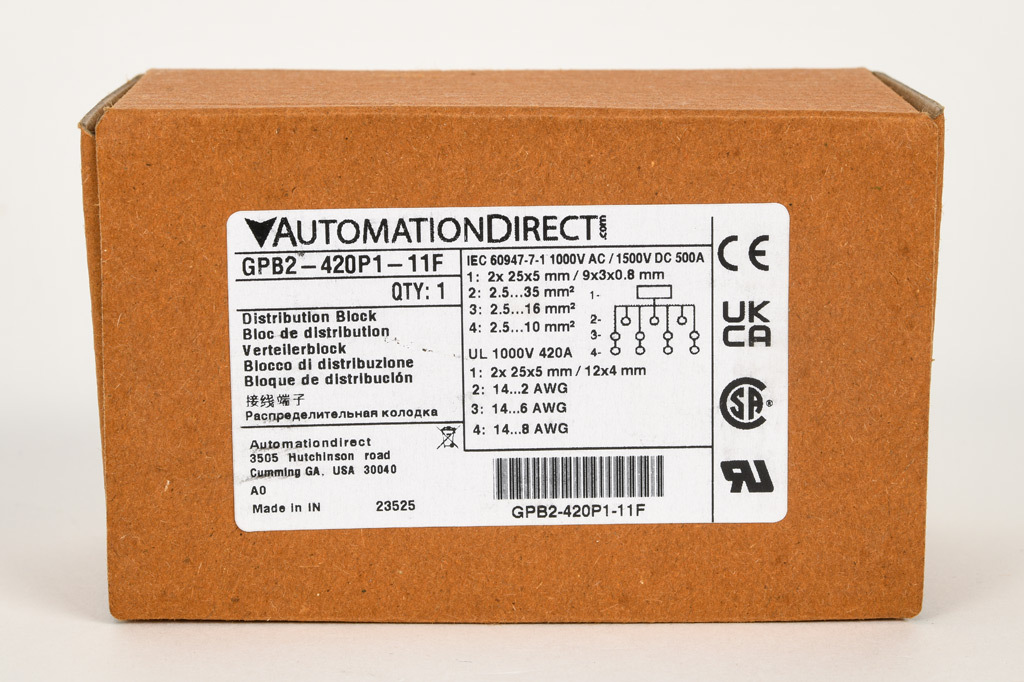 AUTOMATIONDIRECT.com
GPB2-420P1-11F
QTY: 1
Distribution Block
Bloc de distribution
Verteilerblock
Blocco di distribuzione
Bloque de distribución
接线端子
Распределительная колодка
Automationdirect
3505 Hutchinson road
Cumming GA. USA 30040
A0
Made in IN 23525
IEC 60947-7-1 1000V AC / 1500V DC 500A
1: 2x 25x5 mm / 9x3x0.8 mm
2: 2.5...35 mm²
3: 2.5...16 mm²
4: 2.5...10 mm²
1-
2-
3-
4-
UL 1000V 420A
1: 2x 25x5 mm / 12x4 mm
2: 14...2 AWG
3: 14...6 AWG
4: 14...8 AWG
GPB2-420P1-11F
CE
UK
CA
SA®
RU